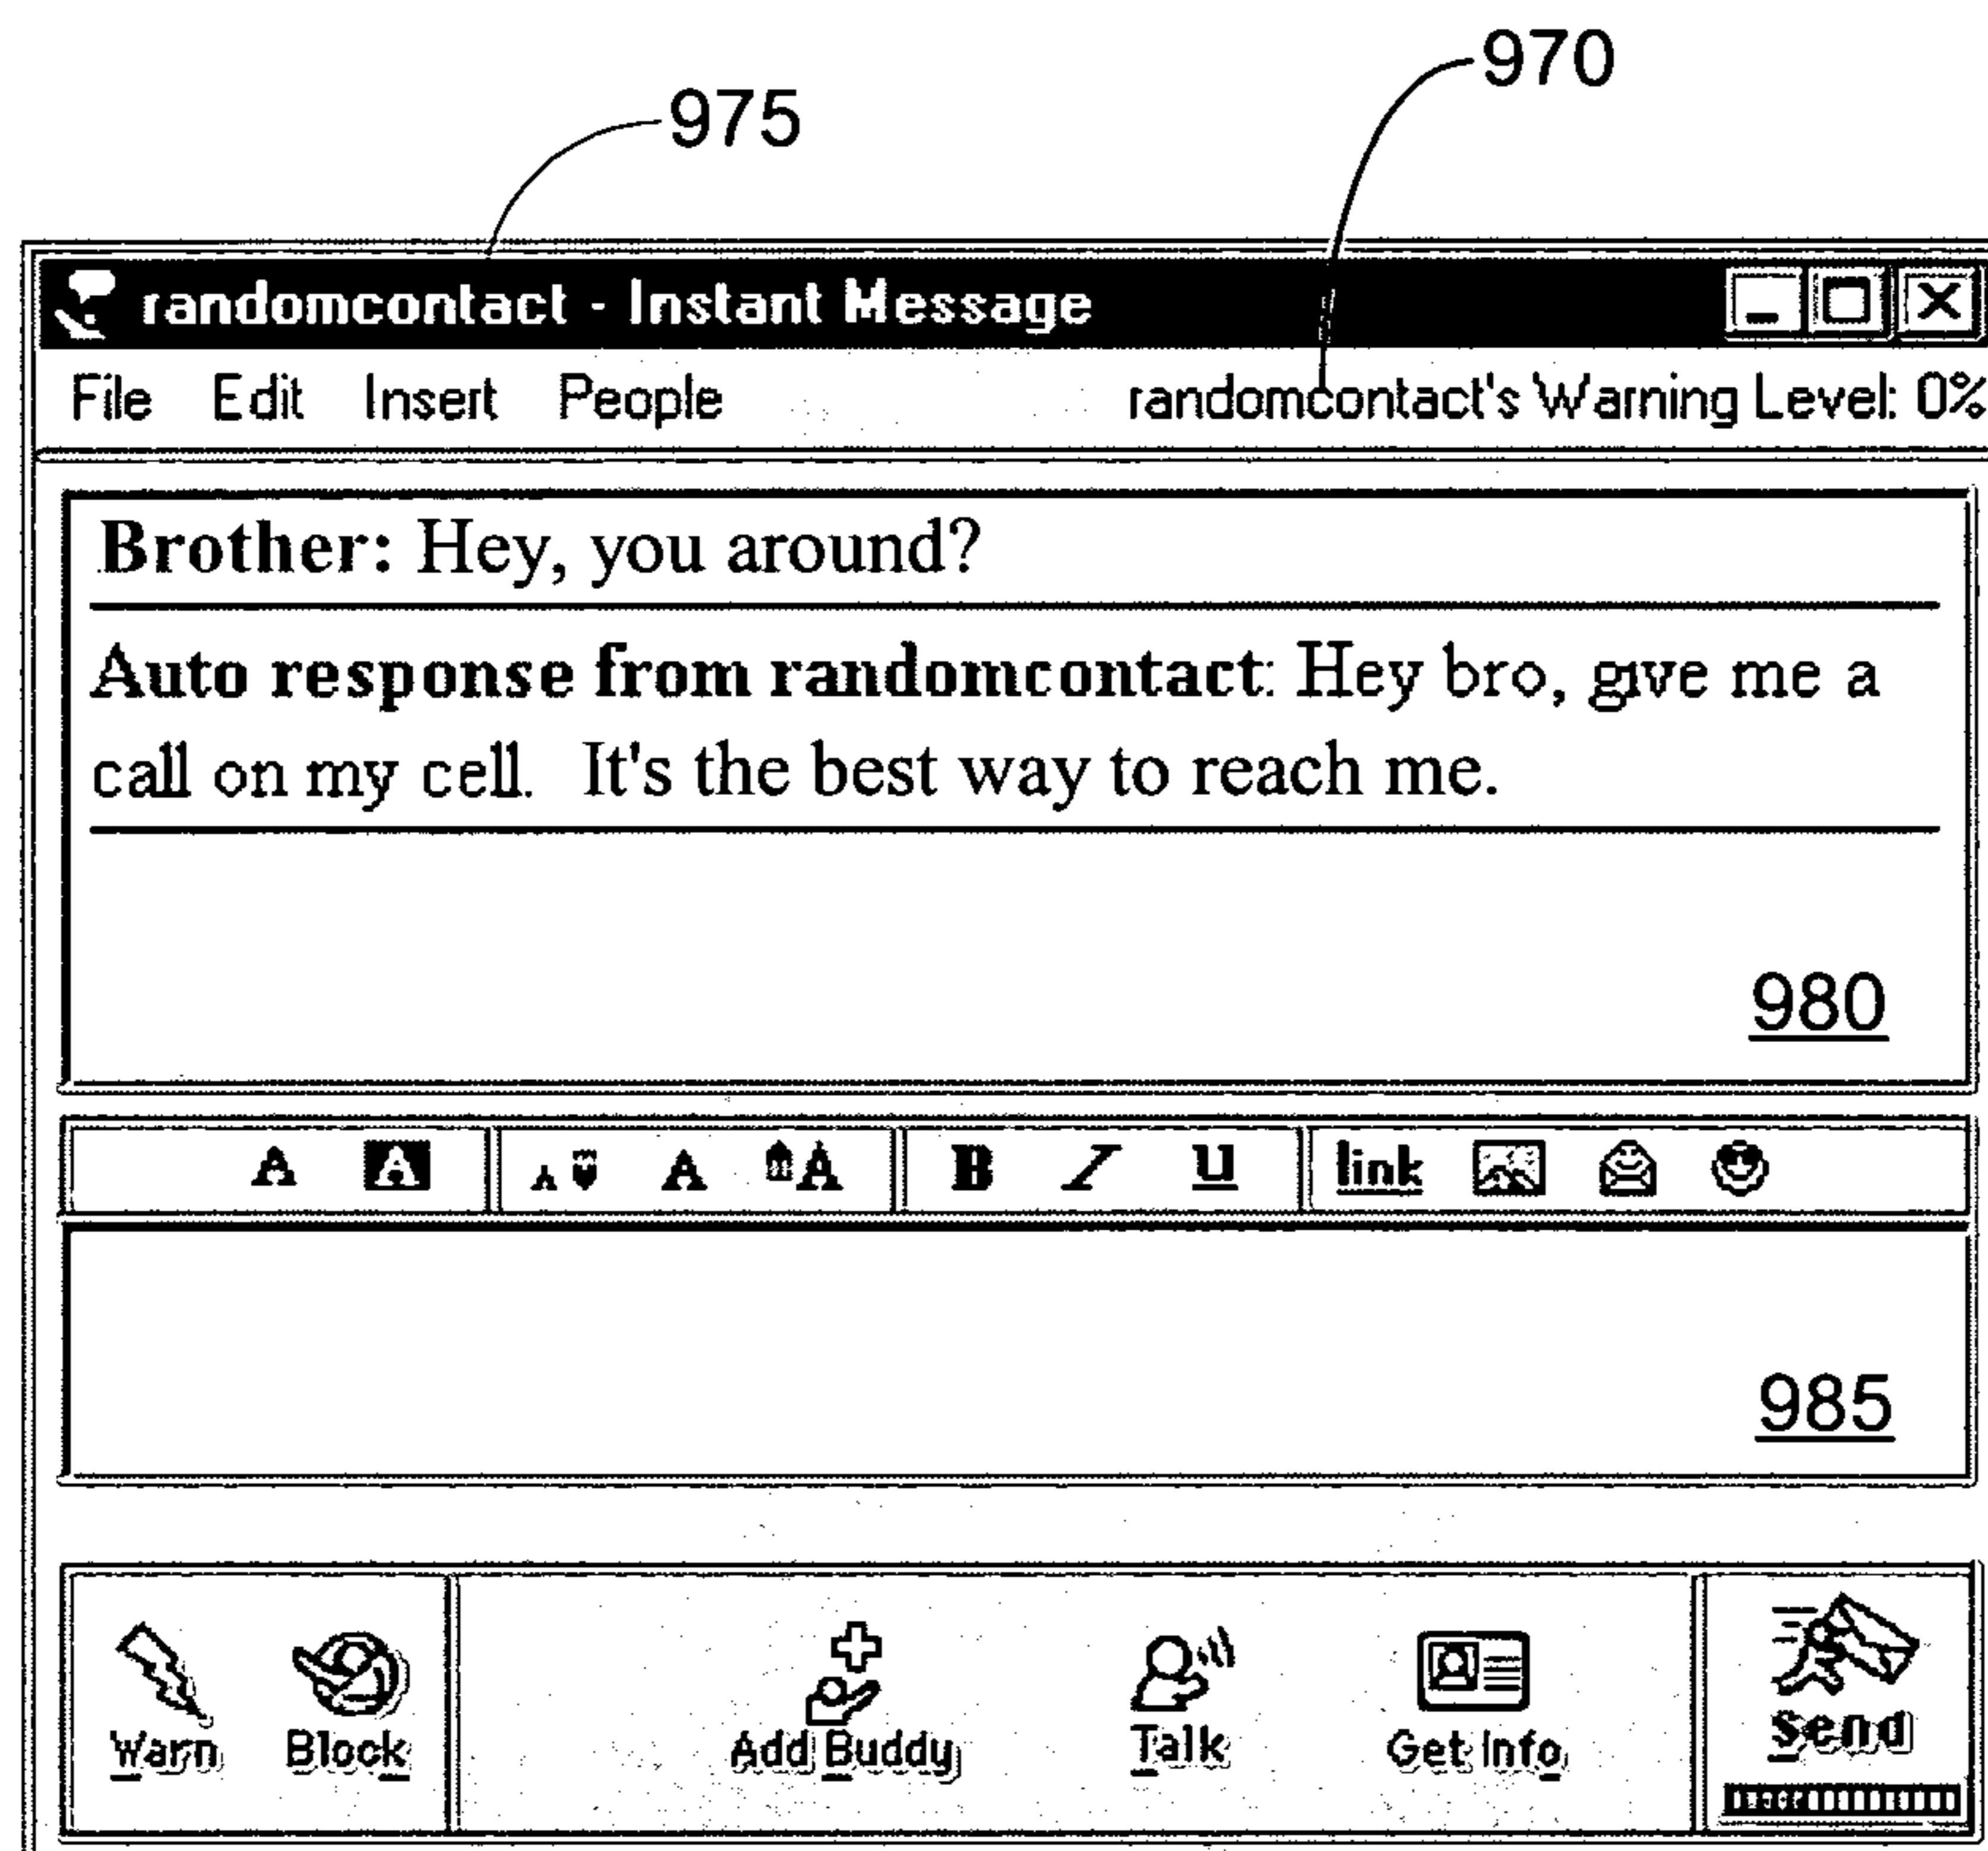 970
975
randomcontact - Instant Message
File Edit Insert People randomcontact's Warning Level: 0%
Brother: Hey, you around?
Auto response from randomcontact: Hey bro, give me a
call on my cell. It's the best way to reach me.
980
A A A A A B I U link
985
Warn Block Add Buddy Talk Get Info Send